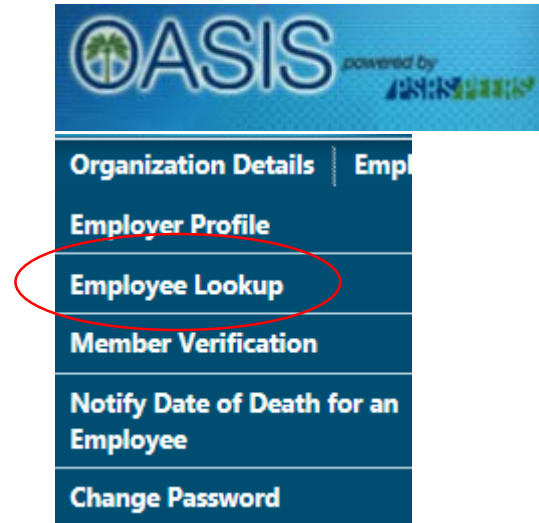 OASIS powered by
PSRS/PEERS
Organization Details Empl
Employer Profile
Employee Lookup
Member Verification
Notify Date of Death for an
Employee
Change Password